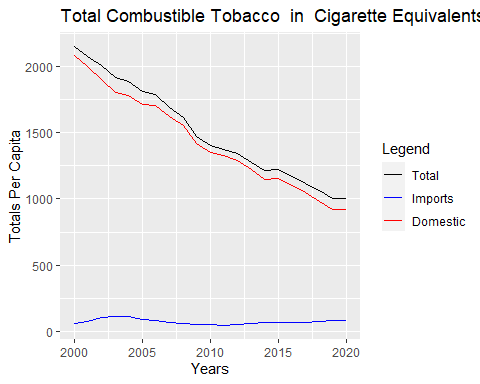 Total Combustible Tobacco  in  Cigarette Equivalents
Totals Per Capita
2000
1500
1000
500
0
2000
2005
2010
2015
2020
Years
Legend
Total
Imports
Domestic